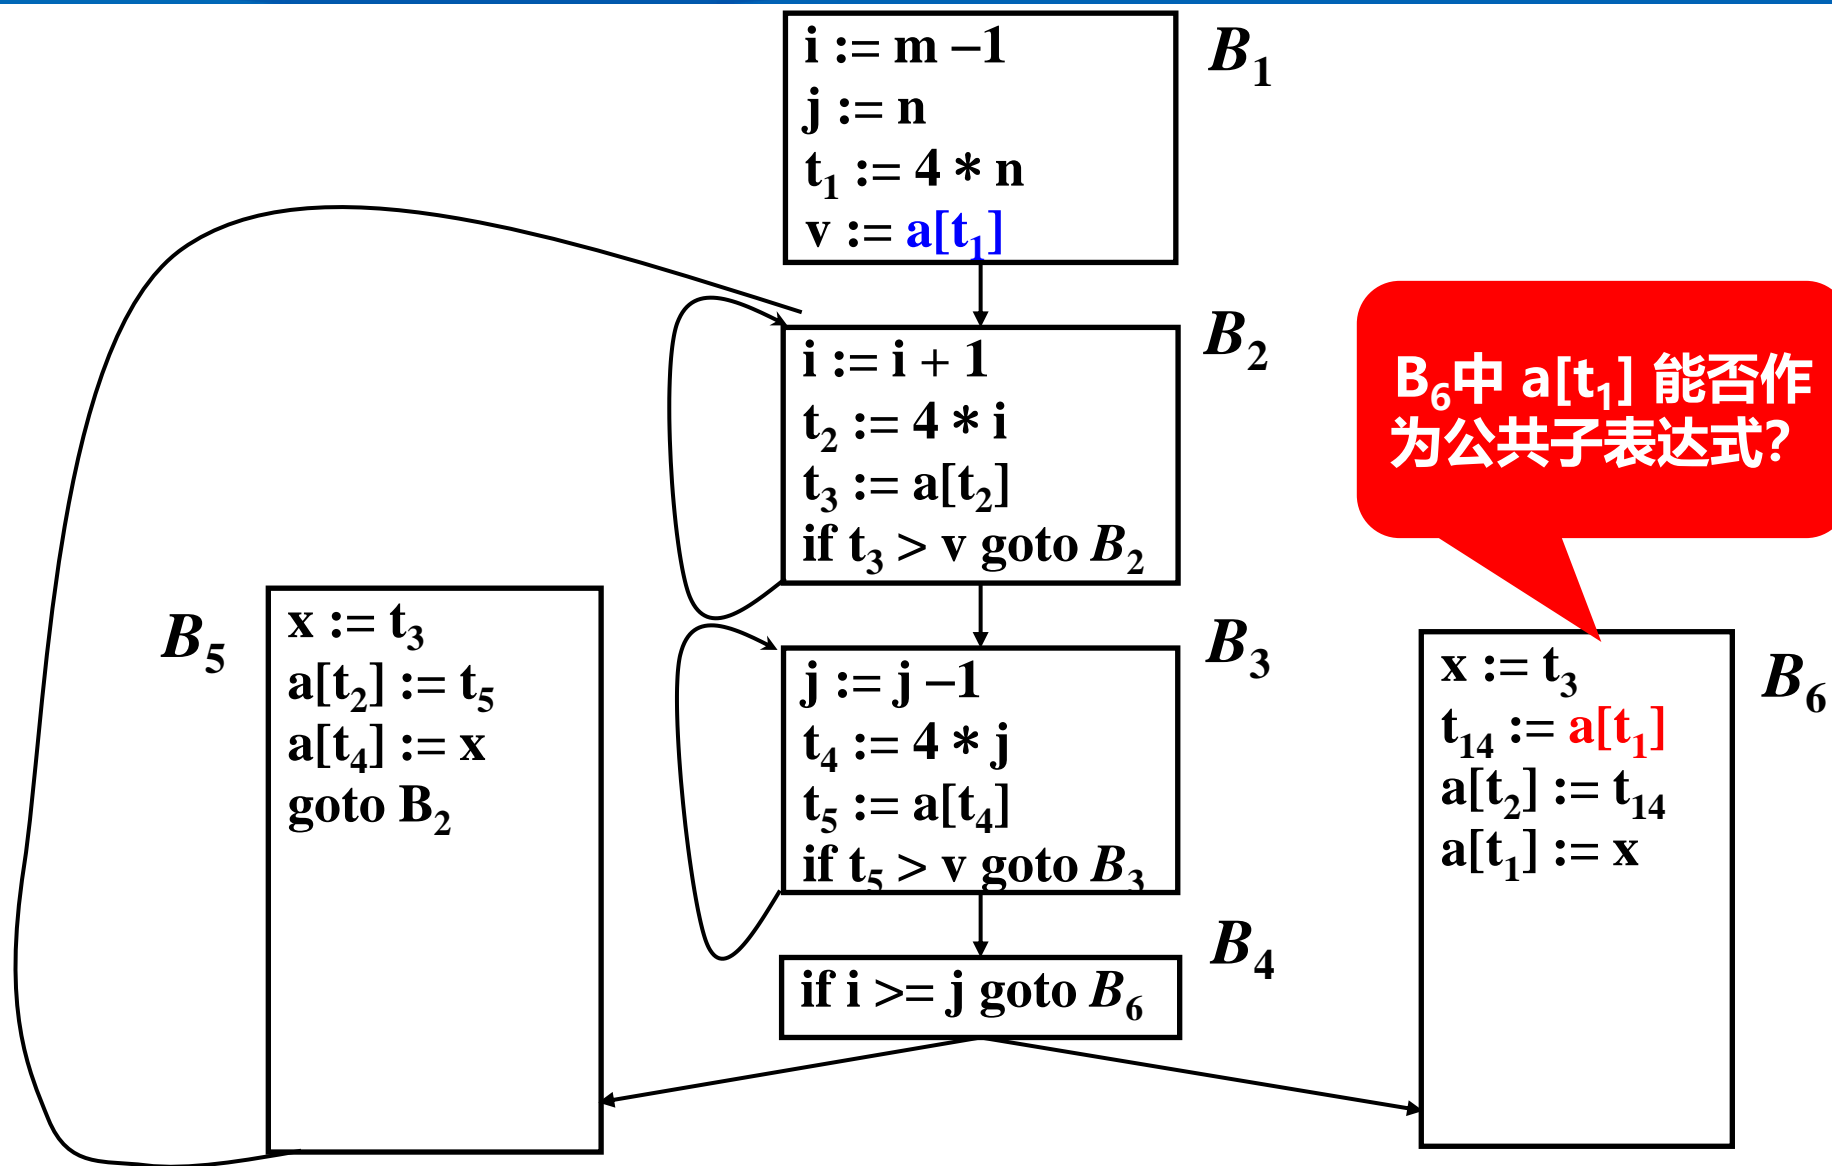 i := m –1
j := n
t₁ := 4 * n
v := a[t₁]
B₁
i := i + 1
t₂ := 4 * i
t₃ := a[t₂]
if t₃ > v goto B₂
B₂
B₆中 a[t₁] 能否作
为公共子表达式?
B₅
x := t₃
a[t₂] := t₅
a[t₄] := x
goto B₂
j := j –1
t₄ := 4 * j
t₅ := a[t₄]
if t₅ > v goto B₃
B₃
if i >= j goto B₆
B₄
x := t₃
t₁₄ := a[t₁]
a[t₂] := t₁₄
a[t₁] := x
B₆